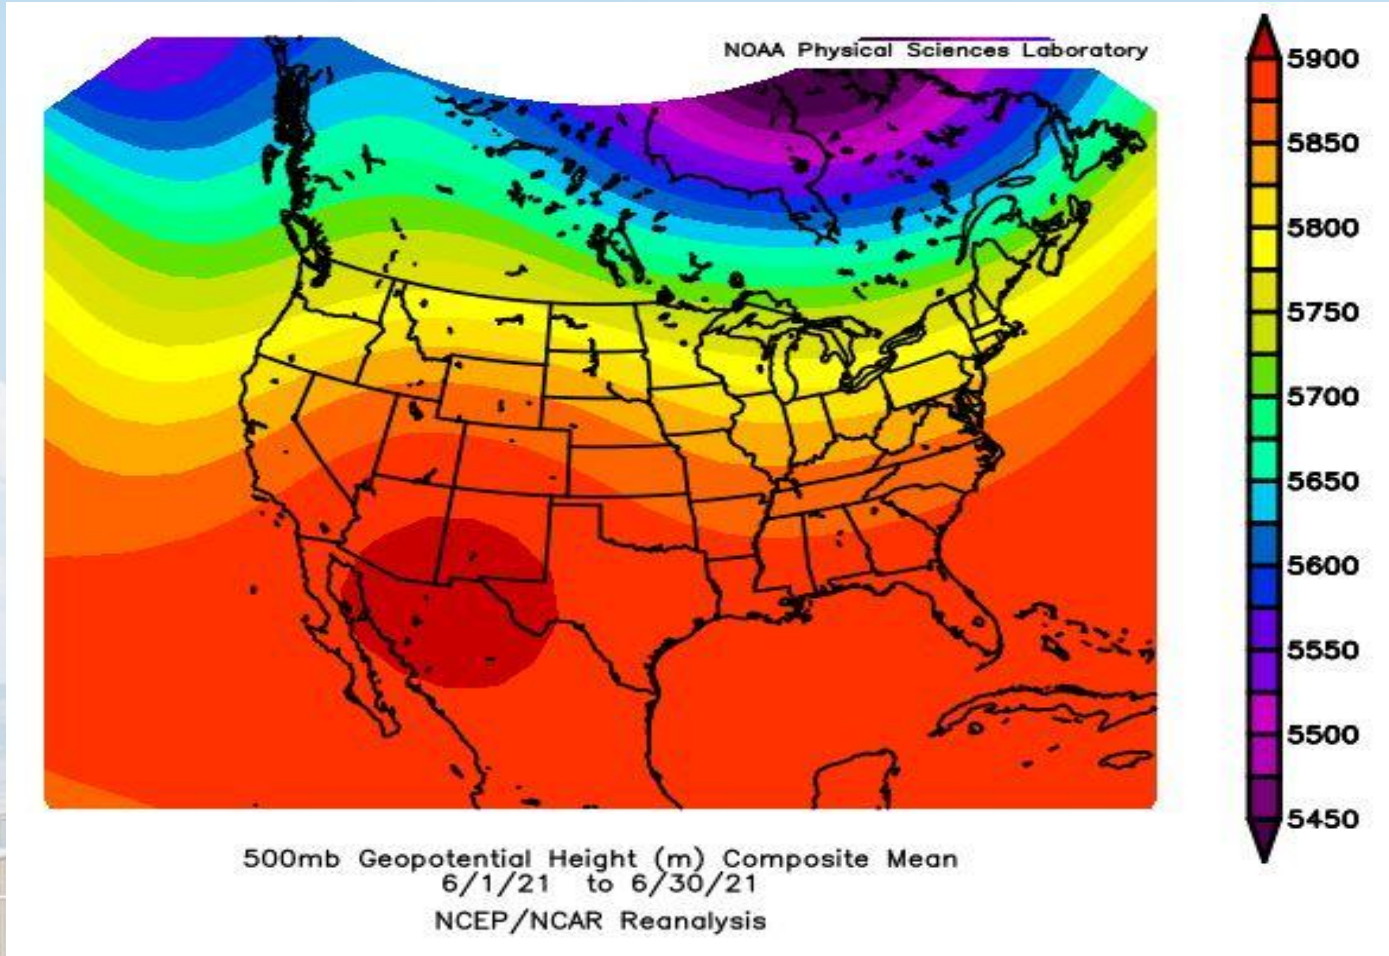 NOAA Physical Sciences Laboratory
5900
5850
5800
5750
5700
5650
5600
5550
5500
5450
500mb Geopotential Height (m) Composite Mean
6/1/21 to 6/30/21
NCEP/NCAR Reanalysis